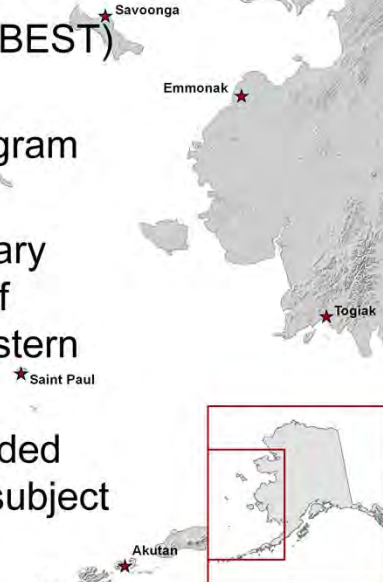 Savoonga
BEST)
Emmonak
gram
ary
f
Togiak
stern
Saint Paul
ded
subject
Akutan